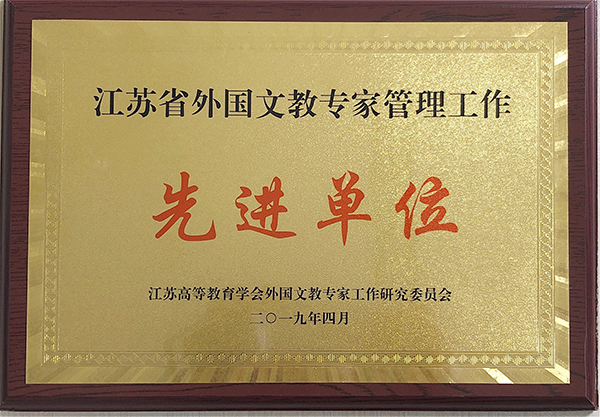 江苏省外国文教专家管理工作
先进单位
江苏高等教育学会外国文教专家工作研究委员会
二〇一九年四月